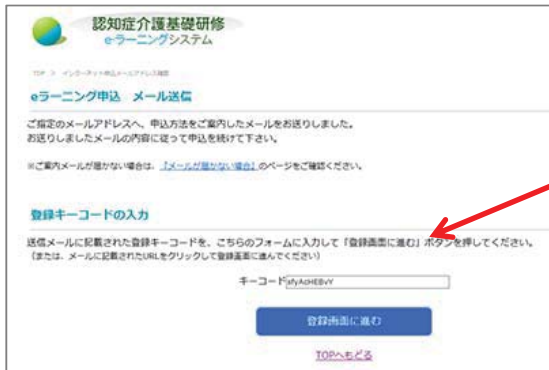 認知症介護基礎研修
eラーニングシステム
TOP > インターネット申込メールアドレス確認
eラーニング申込 メール送信
ご指定のメールアドレスへ、申込方法をご案内したメールをお送りしました。
お送りしましたメールの内容に従って申込を続けて下さい。
※ご案内メールが届かない場合は、【メールが届かない場合】のページをご確認ください。
登録キーコードの入力
送信メールに記載された登録キーコードを、こちらのフォームに入力して「登録画面に進む」ボタンを押してください。
(または、メールに記載されたURLをクリックして登録画面に進んでください)
キーコード
登録画面に進む
TOPへもどる